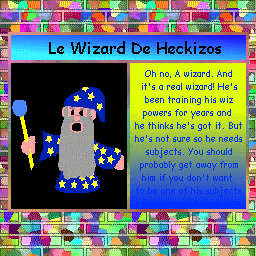 Le Wizard De Heckizos
Oh no, A wizard. And
it's a real wizard! He's
been training his wiz
powers for years and
he thinks he's got it. But
he's not sure so he needs
subjects. You should
probably get away from
him if you don't want
to be one of his subjects